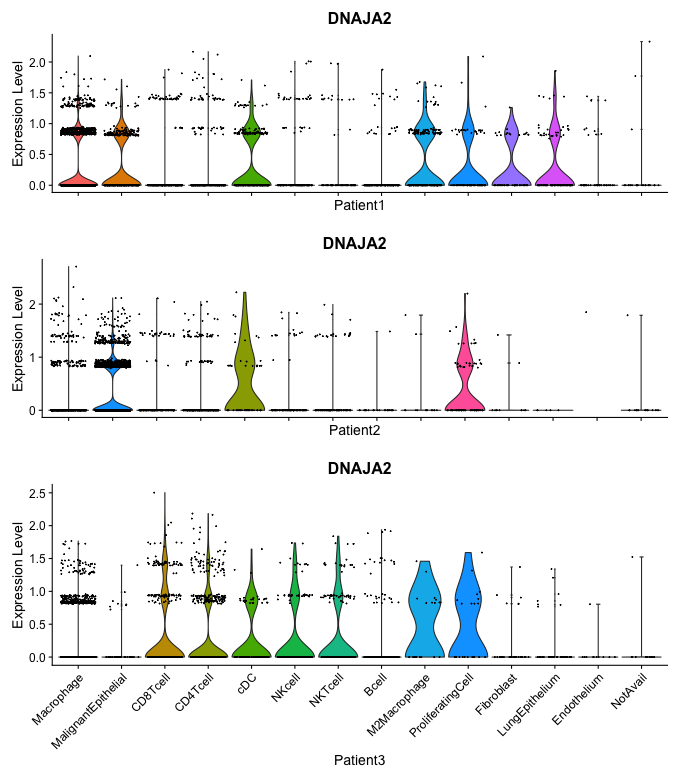 DNAJA2
Expression Level
2.0
1.5
1.0
0.5
0.0
Patient1
DNAJA2
Expression Level
2
1
0
Patient2
DNAJA2
Expression Level
2.5
2.0
1.5
1.0
0.5
0.0
Macrophage
MalignantEpithelial
CD8Tcell
CD4Tcell
cDC
NKcell
NKTcell
Bcell
M2Macrophage
ProliferatingCell
Fibroblast
LungEpithelium
Endothelium
NotAvail
Patient3